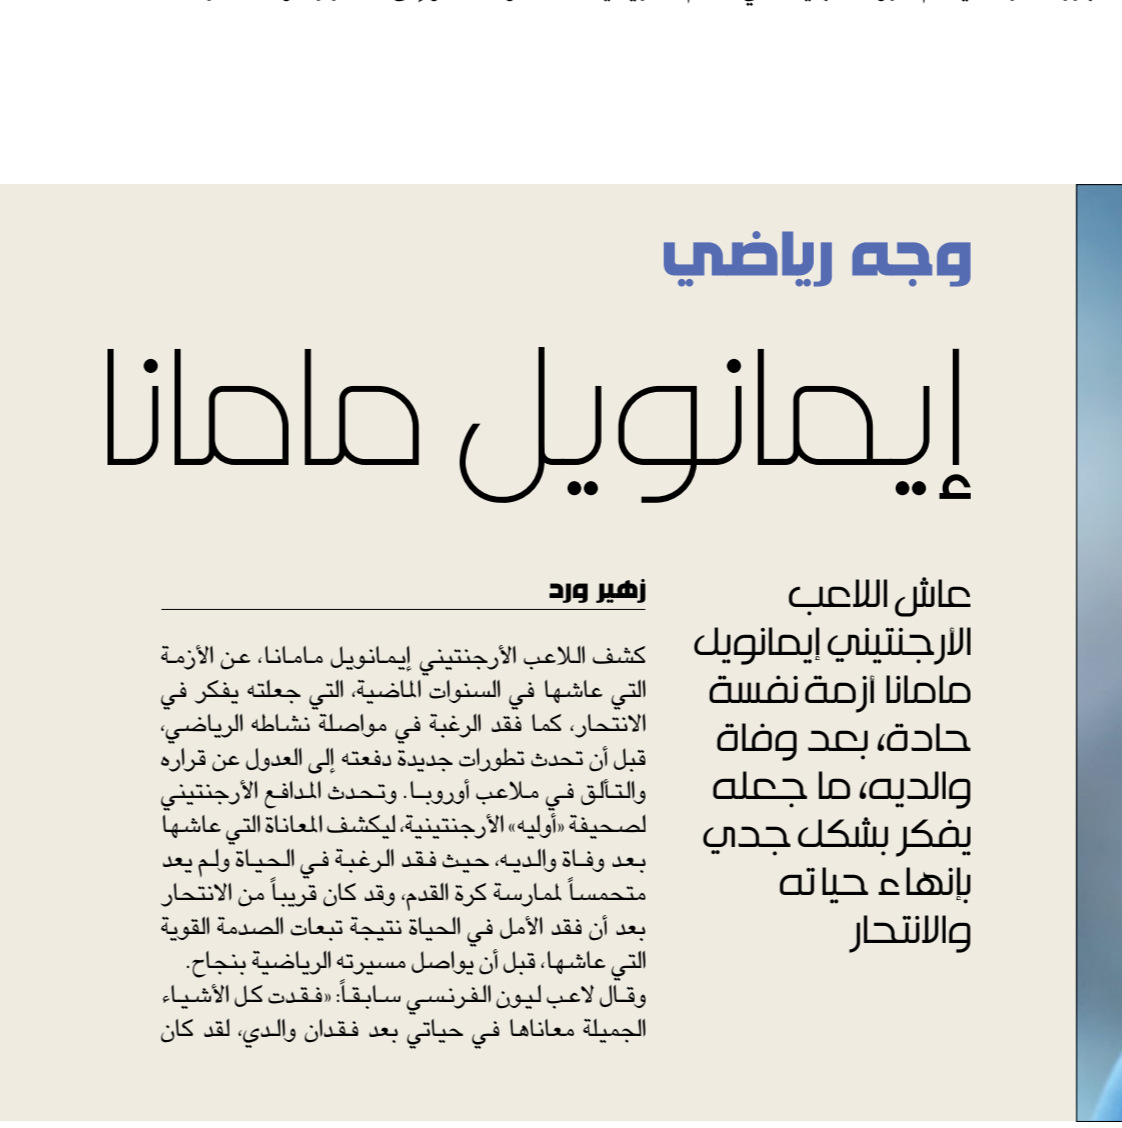 وجه رياضي
إيمانويل مامانا
عاش اللاعب
الأرجنتيني إيمانويل
مامانا أزمة نفسة
حادة، بعد وفاة
والديه، ما جعله
يفكر بشكل جدي
بإنهاء حياته
والانتحار
زهير ورد
كشف اللاعب الأرجنتيني إيمانويل مامانا، عن الأزمة
التي عاشها في السنوات الماضية، التي جعلته يفكر في
الانتحار، كما فقد الرغبة في مواصلة نشاطه الرياضي،
قبل أن تحدث تطورات جديدة دفعته إلى العدول عن قراره
والتألق في ملاعب أوروبا. وتحدث المدافع الأرجنتيني
لصحيفة «أوليه» الأرجنتينية، ليكشف المعاناة التي عاشها
بعد وفاة والديه، حيث فقد الرغبة في الحياة ولم يعد
متحمساً لممارسة كرة القدم، وقد كان قريباً من الانتحار
بعد أن فقد الأمل في الحياة نتيجة تبعات الصدمة القوية
التي عاشها، قبل أن يواصل مسيرته الرياضية بنجاح.
وقال لاعب ليون الفرنسي سابقاً: «فقدت كل الأشياء
الجميلة معاناها في حياتي بعد فقدان والدي، لقد كان